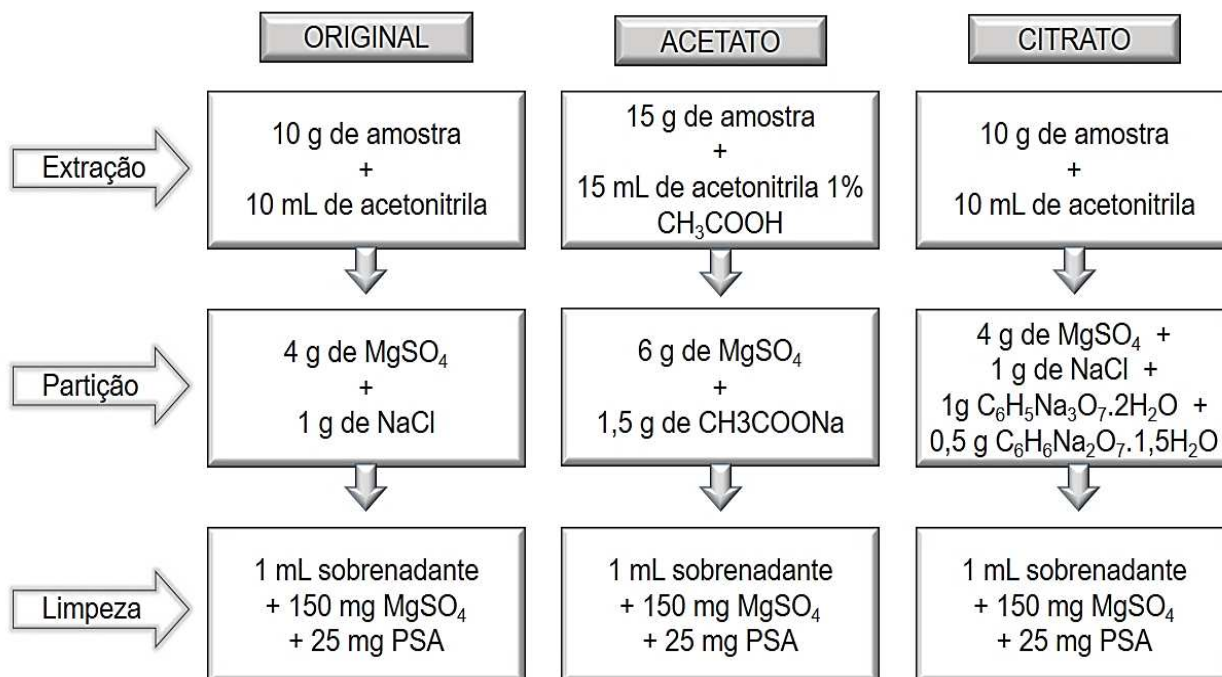 ORIGINAL
ACETATO
CITRATO
Extração
10 g de amostra
+
10 mL de acetonitrila
15 g de amostra
+
15 mL de acetonitrila 1%
CH₃COOH
10 g de amostra
+
10 mL de acetonitrila
Partição
4 g de MgSO₄
+
1 g de NaCl
6 g de MgSO₄
+
1,5 g de CH3COONa
4 g de MgSO₄ +
1 g de NaCl +
1g C₆H₅Na₃O₇.2H₂O +
0,5 g C₆H₆Na₂O₇.1,5H₂O
Limpeza
1 mL sobrenadante
+ 150 mg MgSO₄
+ 25 mg PSA
1 mL sobrenadante
+ 150 mg MgSO₄
+ 25 mg PSA
1 mL sobrenadante
+ 150 mg MgSO₄
+ 25 mg PSA